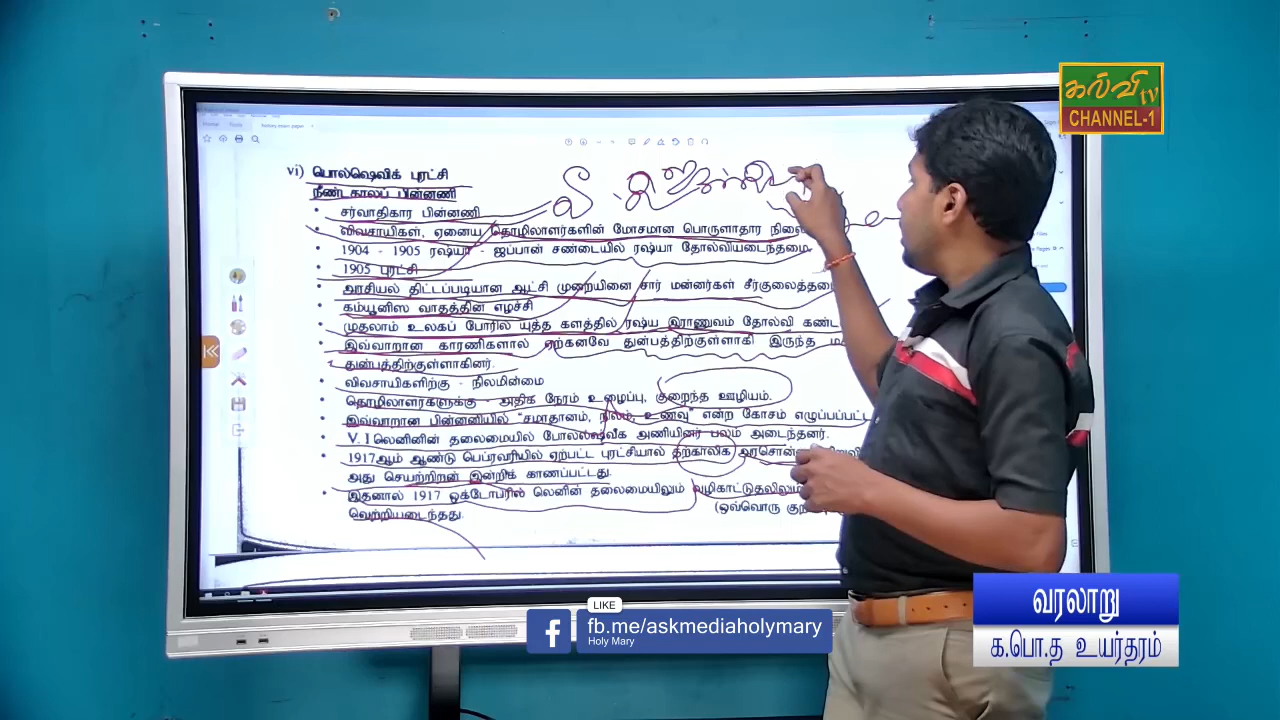 கல்வி tv
CHANNEL-1
vi) பொல்ஷெவிக் புரட்சி
நீண்டகாலப் பின்னணி
• சர்வாதிகார பின்னணி
• விவசாயிகள், ஏனைய தொழிலாளர்களின் மோசமான பொருளாதார
• 1904 - 1905 ரஷ்யா - ஜப்பான் சண்டையில் ரஷ்யா தோல்வியடைந்தமை
• 1905 புரட்சி
• அரசியல் திட்டப்படியான ஆட்சி முறையினை சார் மன்னர்கள்
• கம்யூனிஸ வாதத்தின் எழுச்சி
• முதலாம் உலகப் போரில் யுத்த களத்தில் ரஷ்ய இராணுவம் தோல்வி கண்ட
• இவ்வாறான காரணிகளால் ஏற்கனவே துன்பத்திற்குள்ளாகி இருந்த
துன்பத்திற்குள்ளாகினர்.
• விவசாயிகளிற்கு - நிலமின்மை
• தொழிலாளர்களுக்கு - அதிக நேரம் உழைப்பு, குறைந்த ஊழியம்.
• இவ்வாறான பின்னணியில் "சமாதானம், நிலம், உணவு" என்ற கோசம் எழுப்பப்பட்ட
• V. I லெனினின் தலைமையில் போல்ஷ்வீக் அணியினர் பலம் அடைந்தனர்.
• 1917ஆம் ஆண்டு பெப்ரவரியில் ஏற்பட்ட புரட்சியால் தற்காலிக
அது செயற்றிறன் இன்றிக் காணப்பட்டது.
• இதனால் 1917 ஒக்டோபரில் லெனின் தலைமையிலும் வழிகாட்டுதலிலும்
வெற்றியடைந்தது. (ஒவ்வொரு
வரலாறு
க.பொ.த உயர்தரம்
LIKE
fb.me/askmediaholymary
Holy Mary